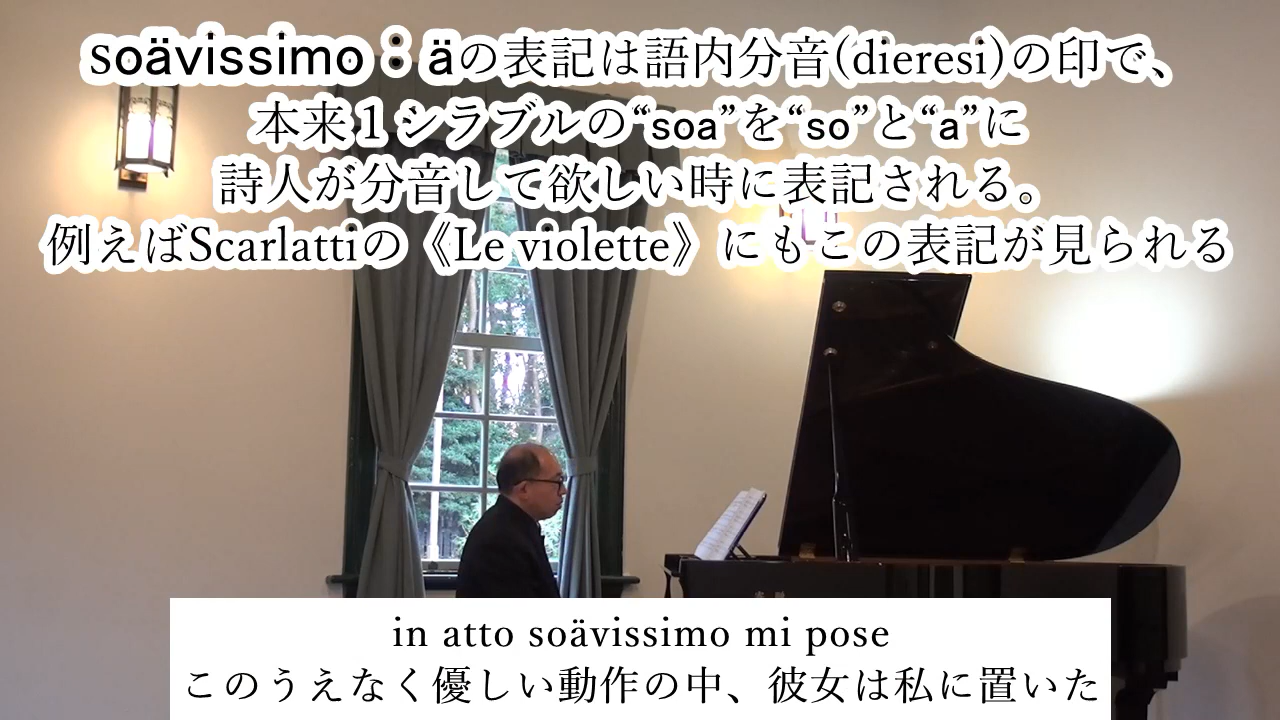 soävissimo：äの表記は語内分音(dieresi)の印で、
本来１シラブルの“soa”を“so”と“a”に
詩人が分音して欲しい時に表記される。
例えばScarlattiの《Le violette》にもこの表記が見られる
in atto soävissimo mi pose
このうえなく優しい動作の中、彼女は私に置いた